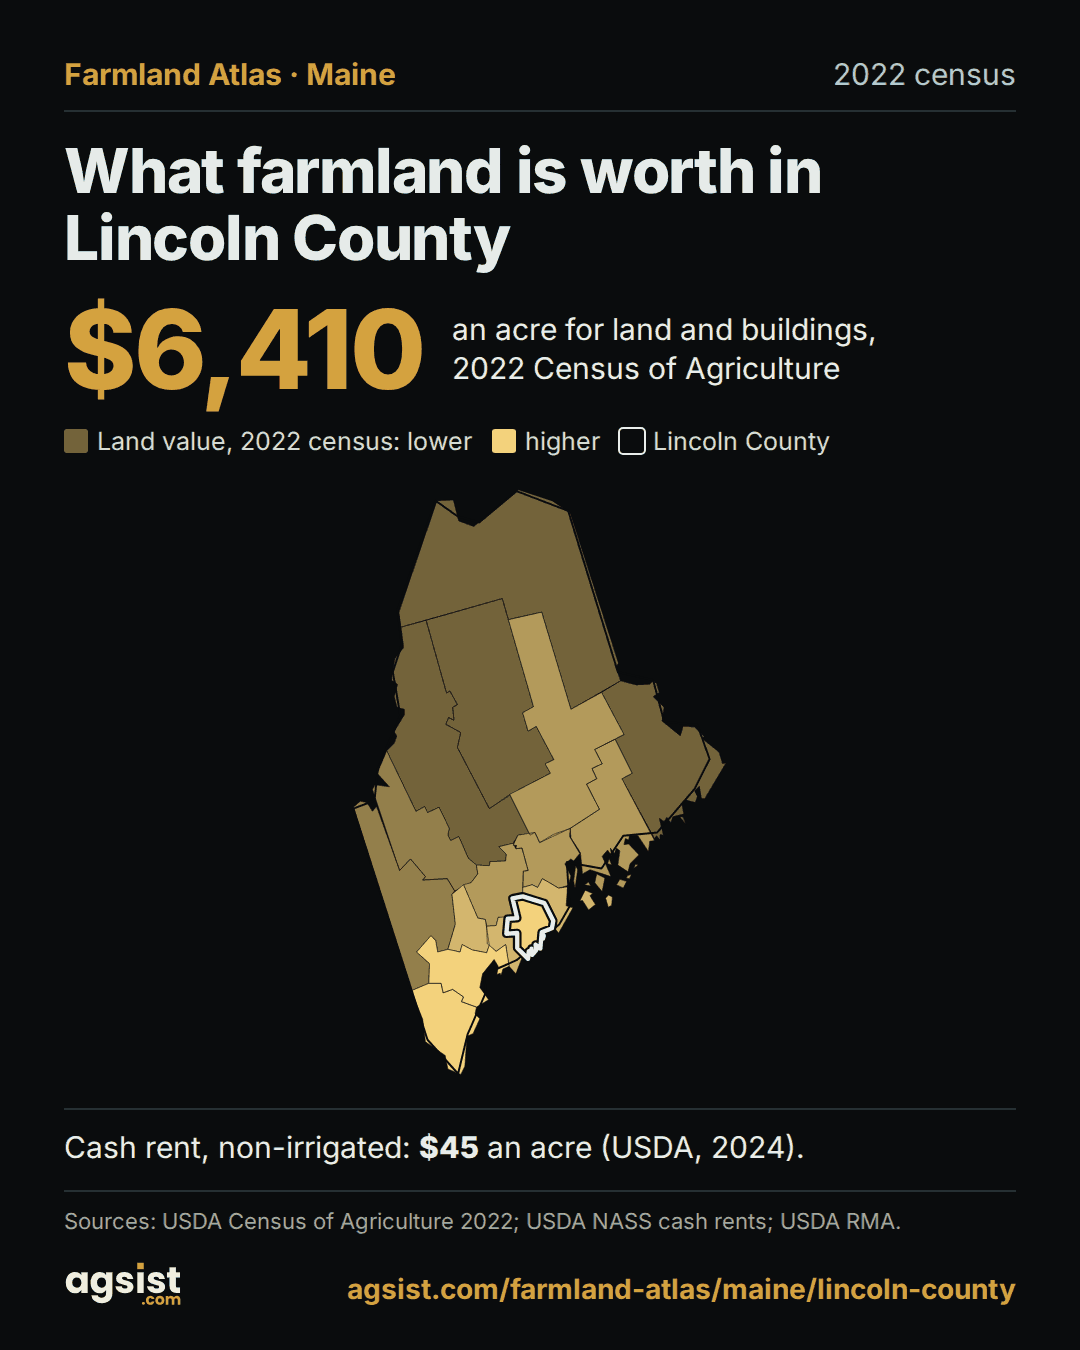 Farmland Atlas · Maine
2022 census
What farmland is worth in
Lincoln County
$6,410
an acre for land and buildings,
2022 Census of Agriculture
Land value, 2022 census: lower
higher
Lincoln County
Cash rent, non-irrigated: $45 an acre (USDA, 2024).
Sources: USDA Census of Agriculture 2022; USDA NASS cash rents; USDA RMA.
agsist
.com
agsist.com/farmland-atlas/maine/lincoln-county